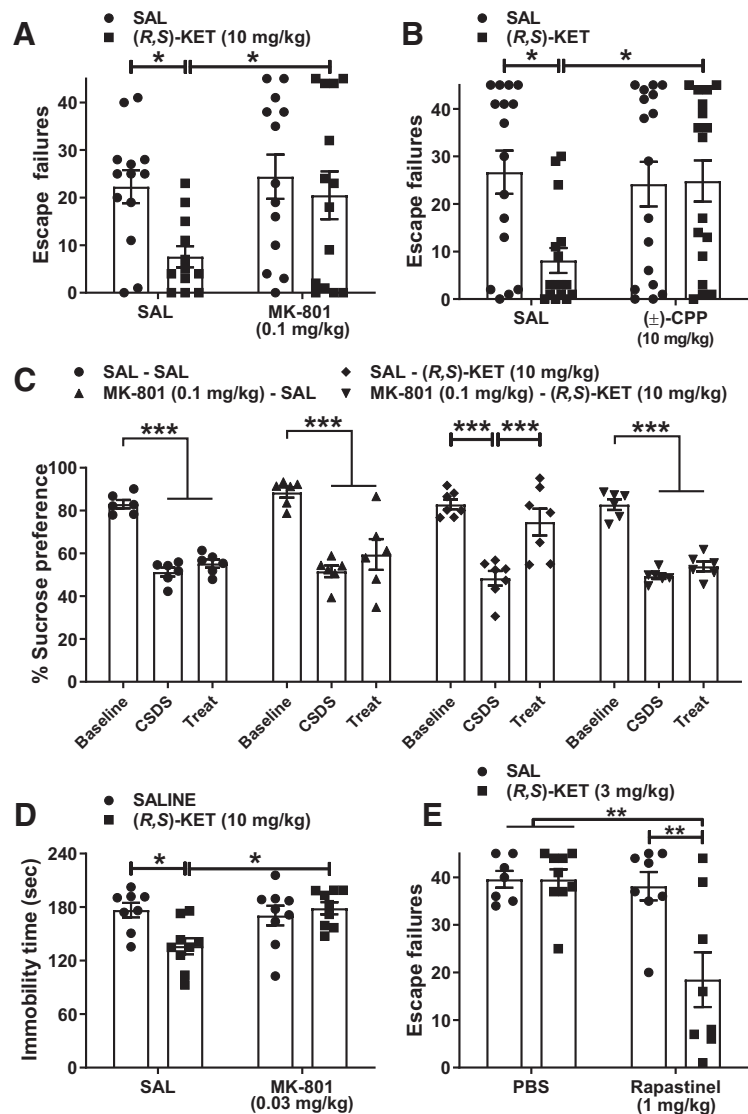 A
SAL
(R,S)-KET (10 mg/kg)
*
*
Escape failures
40
30
20
10
0
SAL
MK-801
(0.1 mg/kg)
B
SAL
(R,S)-KET
*
*
Escape failures
40
30
20
10
0
SAL
(±)-CPP
(10 mg/kg)
C
SAL - SAL
SAL - (R,S)-KET (10 mg/kg)
MK-801 (0.1 mg/kg) - SAL
MK-801 (0.1 mg/kg) - (R,S)-KET (10 mg/kg)
***
***
*** ***
***
% Sucrose preference
100
80
60
40
20
0
Baseline CSDS Treat Baseline CSDS Treat Baseline CSDS Treat Baseline CSDS Treat
D
SALINE
(R,S)-KET (10 mg/kg)
*
*
Immobility time (sec)
240
180
120
60
0
SAL
MK-801
(0.03 mg/kg)
E
SAL
(R,S)-KET (3 mg/kg)
**
**
Escape failures
40
30
20
10
0
PBS
Rapastinel
(1 mg/kg)